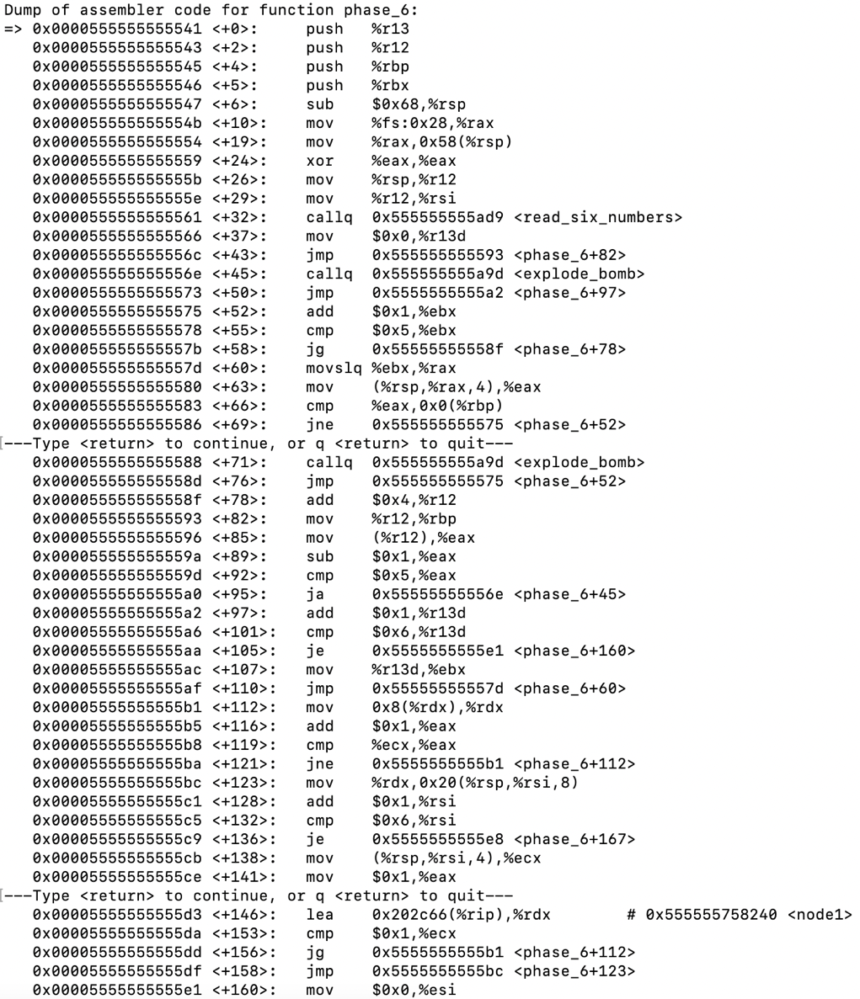 Dump of assembler code for function phase_6:
=> 0x0000555555555541 <+0>:     push   %r13
   0x0000555555555543 <+2>:     push   %r12
   0x0000555555555545 <+4>:     push   %rbp
   0x0000555555555546 <+5>:     push   %rbx
   0x0000555555555547 <+6>:     sub    $0x68,%rsp
   0x000055555555554b <+10>:    mov    %fs:0x28,%rax
   0x0000555555555554 <+19>:    mov    %rax,0x58(%rsp)
   0x0000555555555559 <+24>:    xor    %eax,%eax
   0x000055555555555b <+26>:    mov    %rsp,%r12
   0x000055555555555e <+29>:    mov    %r12,%rsi
   0x0000555555555561 <+32>:    callq  0x555555555ad9 <read_six_numbers>
   0x0000555555555566 <+37>:    mov    $0x0,%r13d
   0x000055555555556c <+43>:    jmp    0x555555555593 <phase_6+82>
   0x000055555555556e <+45>:    callq  0x555555555a9d <explode_bomb>
   0x0000555555555573 <+50>:    jmp    0x5555555555a2 <phase_6+97>
   0x0000555555555575 <+52>:    add    $0x1,%ebx
   0x0000555555555578 <+55>:    cmp    $0x5,%ebx
   0x000055555555557b <+58>:    jg     0x55555555558f <phase_6+78>
   0x000055555555557d <+60>:    movslq %ebx,%rax
   0x0000555555555580 <+63>:    mov    (%rsp,%rax,4),%eax
   0x0000555555555583 <+66>:    cmp    %eax,0x0(%rbp)
   0x0000555555555586 <+69>:    jne    0x555555555575 <phase_6+52>
[---Type <return> to continue, or q <return> to quit---
   0x0000555555555588 <+71>:    callq  0x555555555a9d <explode_bomb>
   0x000055555555558d <+76>:    jmp    0x555555555575 <phase_6+52>
   0x000055555555558f <+78>:    add    $0x4,%r12
   0x0000555555555593 <+82>:    mov    %r12,%rbp
   0x0000555555555596 <+85>:    mov    (%r12),%eax
   0x000055555555559a <+89>:    sub    $0x1,%eax
   0x000055555555559d <+92>:    cmp    $0x5,%eax
   0x00005555555555a0 <+95>:    ja     0x55555555556e <phase_6+45>
   0x00005555555555a2 <+97>:    add    $0x1,%r13d
   0x00005555555555a6 <+101>:   cmp    $0x6,%r13d
   0x00005555555555aa <+105>:   je     0x5555555555e1 <phase_6+160>
   0x00005555555555ac <+107>:   mov    %r13d,%ebx
   0x00005555555555af <+110>:   jmp    0x55555555557d <phase_6+60>
   0x00005555555555b1 <+112>:   mov    0x8(%rdx),%rdx
   0x00005555555555b5 <+116>:   add    $0x1,%eax
   0x00005555555555b8 <+119>:   cmp    %ecx,%eax
   0x00005555555555ba <+121>:   jne    0x5555555555b1 <phase_6+112>
   0x00005555555555bc <+123>:   mov    %rdx,0x20(%rsp,%rsi,8)
   0x00005555555555c1 <+128>:   add    $0x1,%rsi
   0x00005555555555c5 <+132>:   cmp    $0x6,%rsi
   0x00005555555555c9 <+136>:   je     0x5555555555e8 <phase_6+167>
   0x00005555555555cb <+138>:   mov    (%rsp,%rsi,4),%ecx
   0x00005555555555ce <+141>:   mov    $0x1,%eax
[---Type <return> to continue, or q <return> to quit---
   0x00005555555555d3 <+146>:   lea    0x202c66(%rip),%rdx        # 0x555555758240 <node1>
   0x00005555555555da <+153>:   cmp    $0x1,%ecx
   0x00005555555555dd <+156>:   jg     0x5555555555b1 <phase_6+112>
   0x00005555555555df <+158>:   jmp    0x5555555555bc <phase_6+123>
   0x00005555555555e1 <+160>:   mov    $0x0,%esi